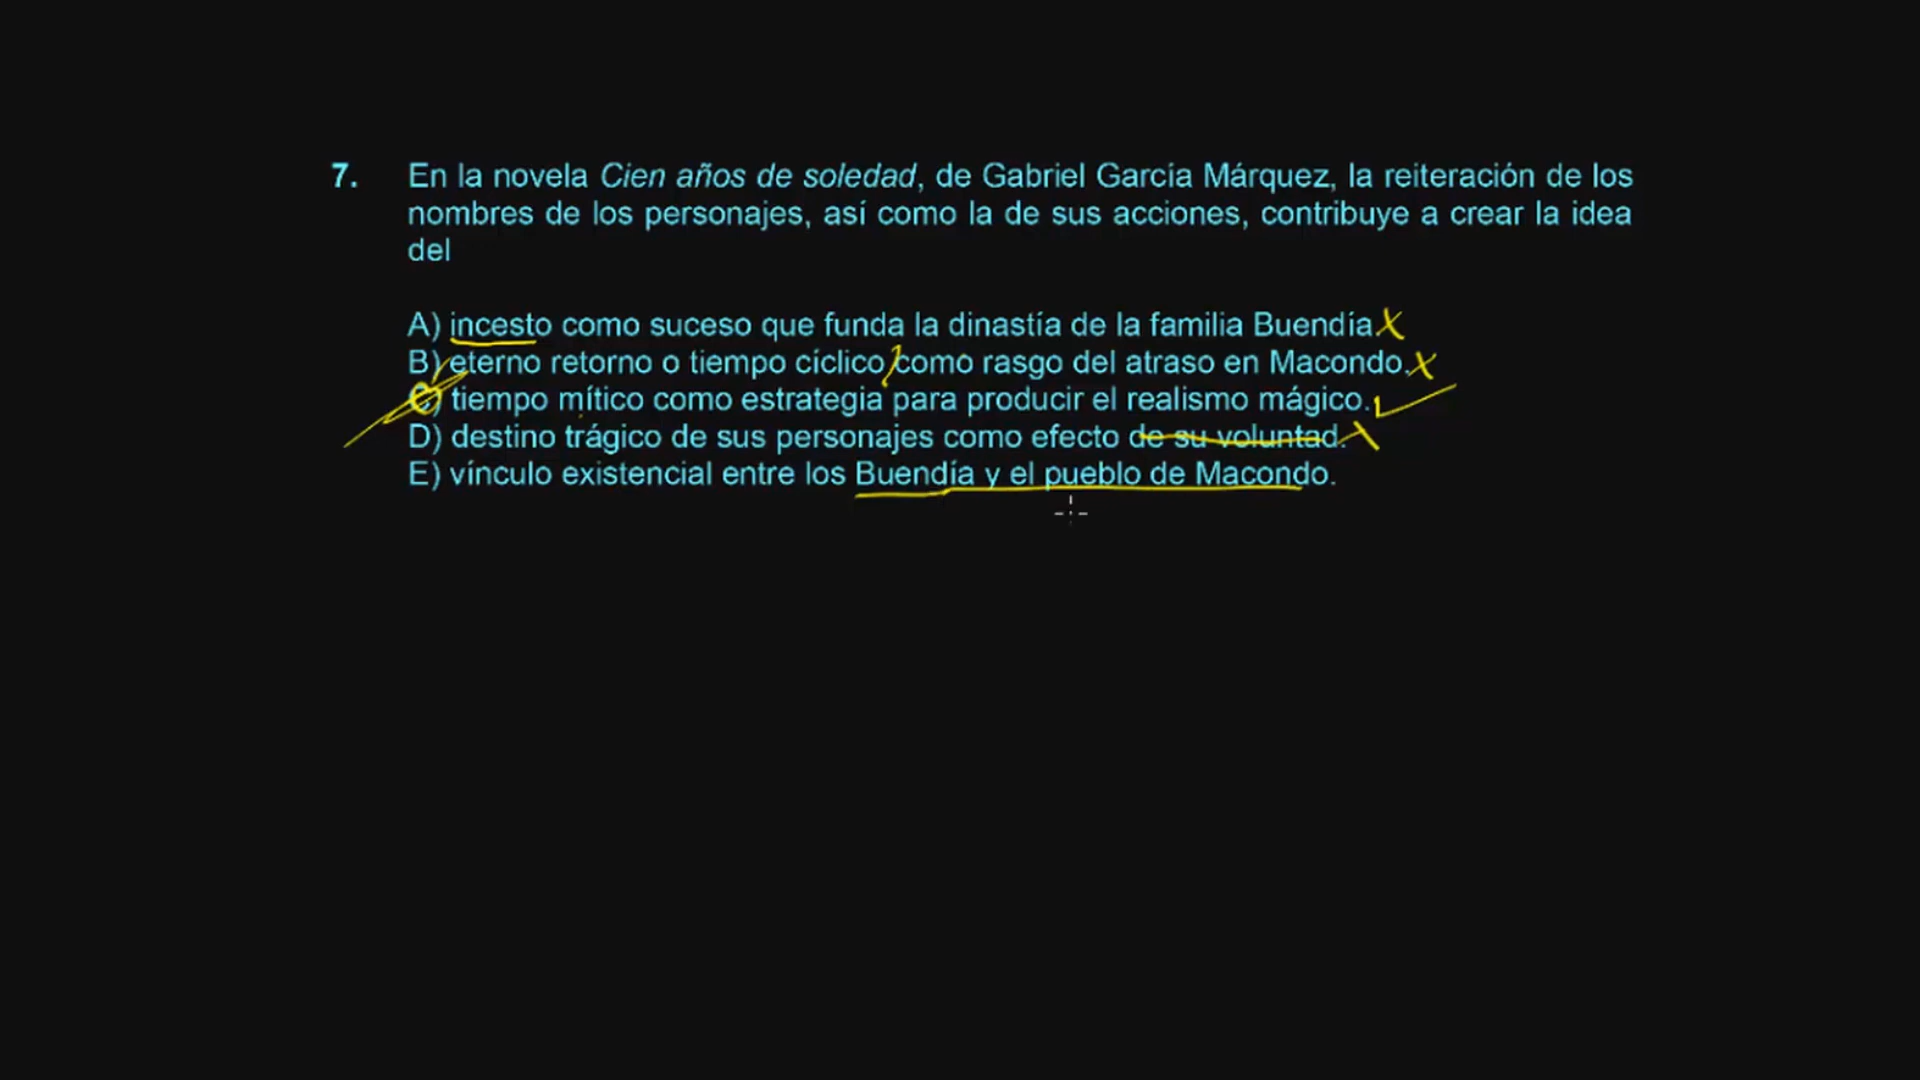 7. En la novela Cien años de soledad, de Gabriel García Márquez, la reiteración de los
nombres de los personajes, así como la de sus acciones, contribuye a crear la idea
del
A) incesto como suceso que funda la dinastía de la familia Buendía
B) eterno retorno o tiempo cíclico como rasgo del atraso en Macondo.
C) tiempo mítico como estrategia para producir el realismo mágico.
D) destino trágico de sus personajes como efecto de su voluntad.
E) vínculo existencial entre los Buendía y el pueblo de Macondo.